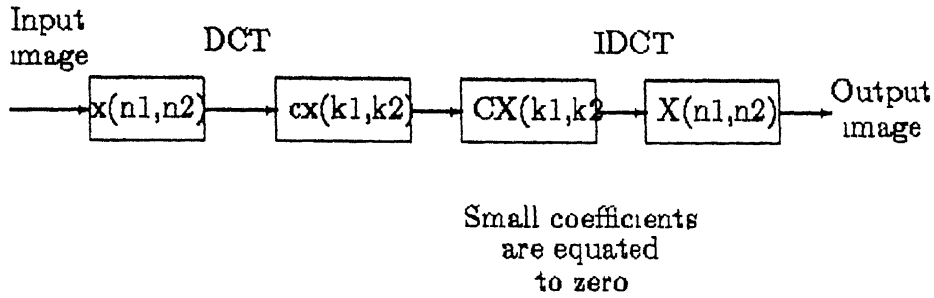 Input
image
DCT
IDCT
x(n1,n2)
cx(k1,k2)
CX(k1,k2
X(n1,n2)
Output
image
Small coefficients
are equated
to zero